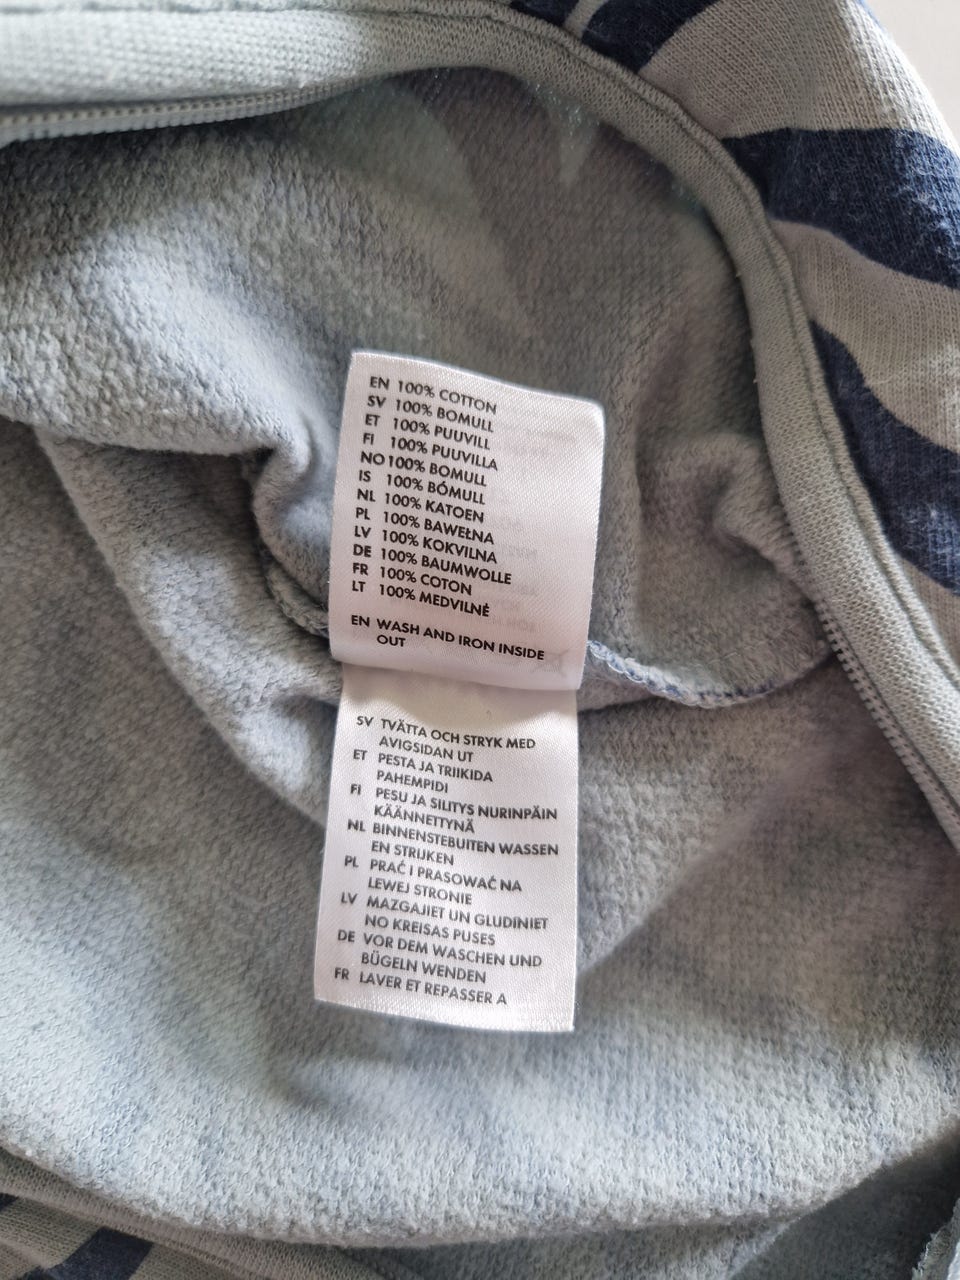 EN 100% COTTON
SV 100% BOMULL
ET 100% PUUVILL
FI 100% PUUVILLA
NO 100% BOMULL
IS 100% BÓMULL
NL 100% KATOEN
PL 100% BAWEŁNA
LV 100% KOKVILNA
DE 100% BAUMWOLLE
FR 100% COTON
LT 100% MEDVILNĖ
EN WASH AND IRON INSIDE
OUT
SV TVÄTTA OCH STRYK MED
AVIGSIDAN UT
ET PESTA JA TRIIKIDA
PAHEMPIDI
FI PESU JA SILITYS NURINPÄIN
KÄÄNNETTYNÄ
NL BINNENSTEBUITEN WASSEN
EN STRIJKEN
PL PRAĆ I PRASOWAĆ NA
LEWEJ STRONIE
LV MAZGAJIET UN GLUDINIET
NO KREISAS PUSES
DE VOR DEM WASCHEN UND
BÜGELN WENDEN
FR LAVER ET REPASSER A